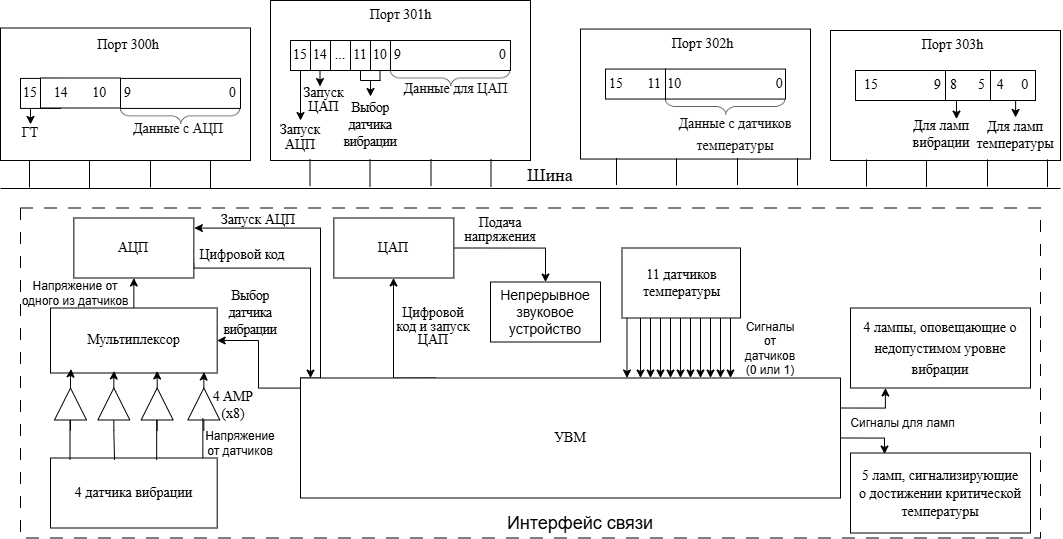 Порт 300h
15 14 10 9 0
ГТ
Данные с АЦП
Порт 301h
15 14 ... 11 10 9 0
Запуск
ЦАП
Данные для ЦАП
Выбор
датчика
вибрации
Запуск
АЦП
Порт 302h
15 11 10 0
Данные с датчиков
температуры
Порт 303h
15 9 8 5 4 0
Для ламп
вибрации
Для ламп
температуры
Шина
АЦП
Запуск АЦП
Цифровой код
Напряжение от
одного из датчиков
Мультиплексор
Выбор
датчика
вибрации
4 AMP
(x8)
Напряжение
от датчиков
4 датчика вибрации
ЦАП
Подача
напряжения
Цифровой
код и запуск
ЦАП
Непрерывное
звуковое
устройство
11 датчиков
температуры
Сигналы
от
датчиков
(0 или 1)
УВМ
4 лампы, оповещающие о
недопустимом уровне
вибрации
Сигналы для ламп
5 ламп, сигнализирующие
о достижении критической
температуры
Интерфейс связи